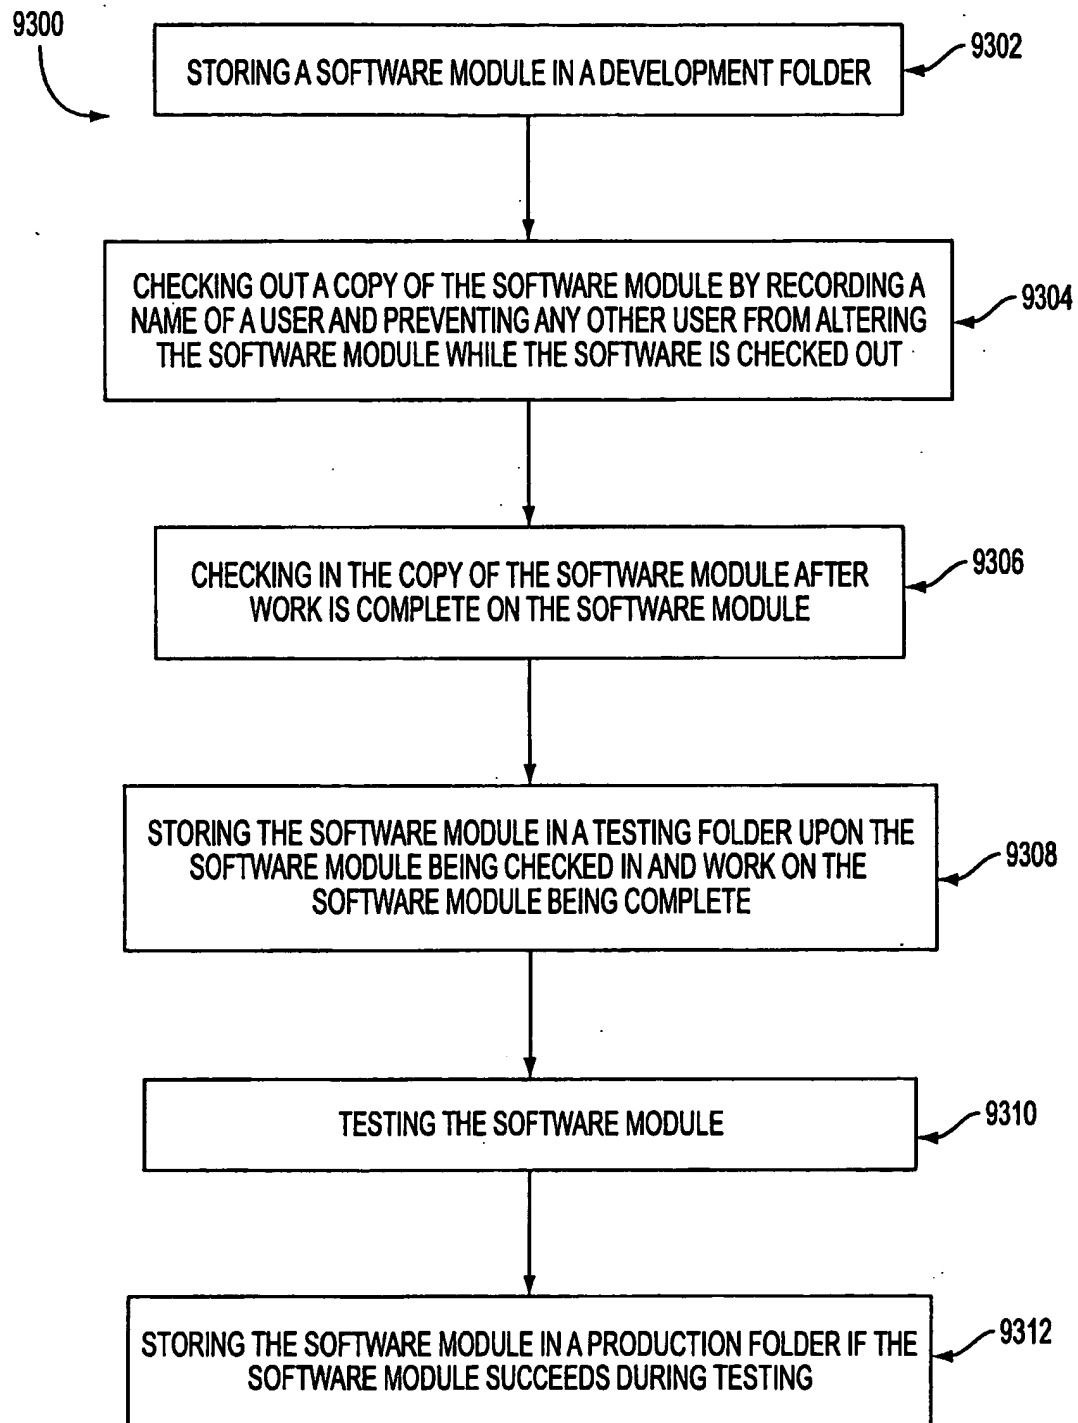 9300
STORING A SOFTWARE MODULE IN A DEVELOPMENT FOLDER
9302
CHECKING OUT A COPY OF THE SOFTWARE MODULE BY RECORDING A
NAME OF A USER AND PREVENTING ANY OTHER USER FROM ALTERING
THE SOFTWARE MODULE WHILE THE SOFTWARE IS CHECKED OUT
9304
CHECKING IN THE COPY OF THE SOFTWARE MODULE AFTER
WORK IS COMPLETE ON THE SOFTWARE MODULE
9306
STORING THE SOFTWARE MODULE IN A TESTING FOLDER UPON THE
SOFTWARE MODULE BEING CHECKED IN AND WORK ON THE
SOFTWARE MODULE BEING COMPLETE
9308
TESTING THE SOFTWARE MODULE
9310
STORING THE SOFTWARE MODULE IN A PRODUCTION FOLDER IF THE
SOFTWARE MODULE SUCCEEDS DURING TESTING
9312